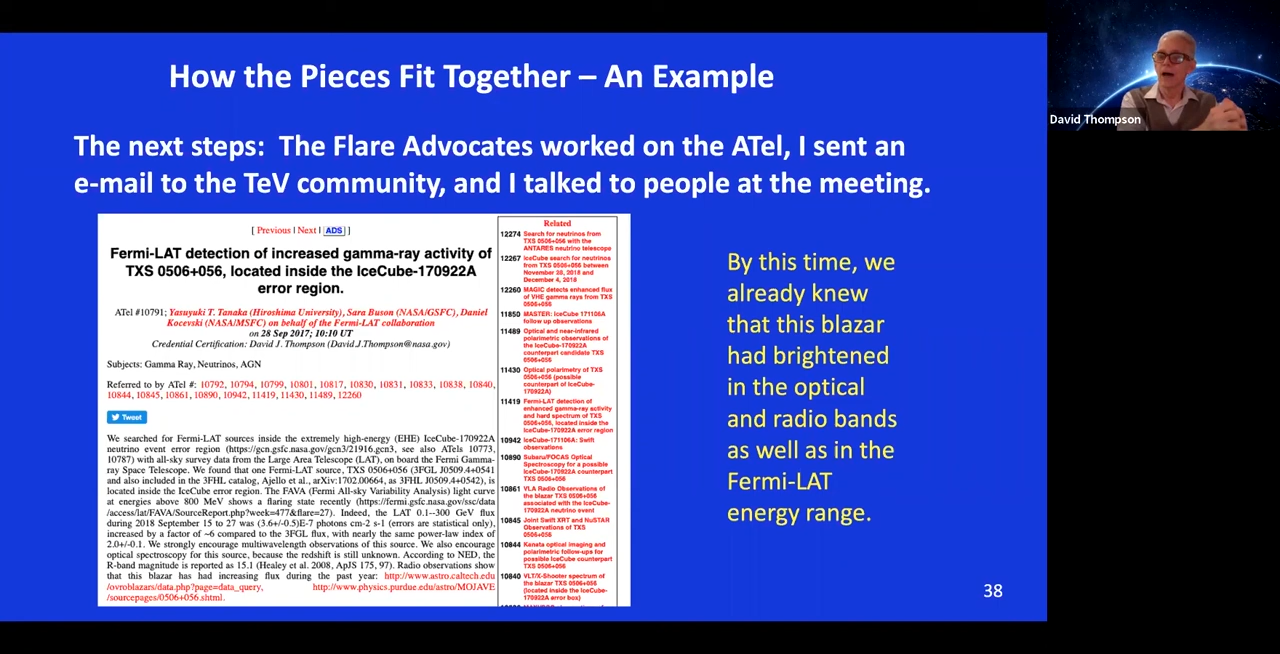 How the Pieces Fit Together – An Example
The next steps: The Flare Advocates worked on the ATel, I sent an
e-mail to the TeV community, and I talked to people at the meeting.
[ Previous | Next | ADS ]
Fermi-LAT detection of increased gamma-ray activity of
TXS 0506+056, located inside the IceCube-170922A
error region.
ATel #10791; Yasuyuki T. Tanaka (Hiroshima University), Sara Buson (NASA/GSFC), Daniel
Kocevski (NASA/MSFC) on behalf of the Fermi-LAT collaboration
on 28 Sep 2017; 10:10 UT
Credential Certification: David J. Thompson (David.J.Thompson@nasa.gov)
Subjects: Gamma Ray, Neutrinos, AGN
Referred to by ATel #: 10792, 10794, 10799, 10801, 10817, 10830, 10831, 10833, 10838, 10840,
10844, 10845, 10861, 10890, 10942, 11419, 11430, 11489, 12260
Tweet
We searched for Fermi-LAT sources inside the extremely high-energy (EHE) IceCube-170922A
neutrino event error region (https://gcn.gsfc.nasa.gov/gcn3/21916.gcn3, see also ATels 10773,
10787) with all-sky survey data from the Large Area Telescope (LAT), on board the Fermi Gamma-
ray Space Telescope. We found that one Fermi-LAT source, TXS 0506+056 (3FGL J0509.4+0541
and also included in the 3FHL catalog, Ajello et al., arXiv:1702.00664, as 3FHL J0509.4+0542), is
located inside the IceCube error region. The FAVA (Fermi All-sky Variability Analysis) light curve
at energies above 800 MeV shows a flaring state recently (https://fermi.gsfc.nasa.gov/ssc/data
/access/lat/FAVA/SourceReport.php?week=477&flare=27). Indeed, the LAT 0.1--300 GeV flux
during 2018 September 15 to 27 was (3.6+/-0.5)E-7 photons cm-2 s-1 (errors are statistical only),
increased by a factor of ~6 compared to the 3FGL flux, with nearly the same power-law index of
2.0+/-0.1. We strongly encourage multiwavelength observations of this source. We also encourage
optical spectroscopy for this source, because the redshift is still unknown. According to NED, the
R-band magnitude is reported as 15.1 (Healey et al. 2008, ApJS 175, 97). Radio observations show
that this blazar has had increasing flux during the past year: http://www.astro.caltech.edu
/ovroblazars/data.php?page=data_query, http://www.physics.purdue.edu/astro/MOJAVE
/sourcepages/0506+056.shtml.
Related
12274 Search for neutrinos from
TXS 0506+056 with the
ANTARES neutrino telescope
12267 IceCube search for neutrinos
from TXS 0506+056 between
November 28, 2018 and
December 4, 2018
12260 MAGIC detects enhanced flux
of VHE gamma rays from TXS
0506+056
11850 MASTER: IceCube 171106A
follow up observations
11489 Optical and near-infrared
polarimetric observations of
the IceCube-170922A
counterpart candidate TXS
0506+056
11430 Optical polarimetry of TXS
0506+056 (possible
counterpart of IceCube-
170922A)
11419 Fermi-LAT detection of
enhanced gamma-ray activity
and hard spectrum of TXS
0506+056, located inside the
IceCube-170922A error region
10942 IceCube-171106A: Swift
observations
10890 Subaru/FOCAS Optical
Spectroscopy for a possible
IceCube-170922A counterpart
TXS 0506+056
10861 VLA Radio Observations of
the blazar TXS 0506+056
associated with the
IceCube-170922A
neutrino event
10845 Joint Swift XRT and NuSTAR
Observations of TXS
0506+056
10844 Kanata optical imaging and
polarimetric follow-ups for
possible IceCube counterpart
TXS 0506+056
10840 VLT/X-Shooter spectrum of
the blazar TXS 0506+056
(located inside the
IceCube-170922A error box)
By this time, we
already knew
that this blazar
had brightened
in the optical
and radio bands
as well as in the
Fermi-LAT
energy range.
38
David Thompson